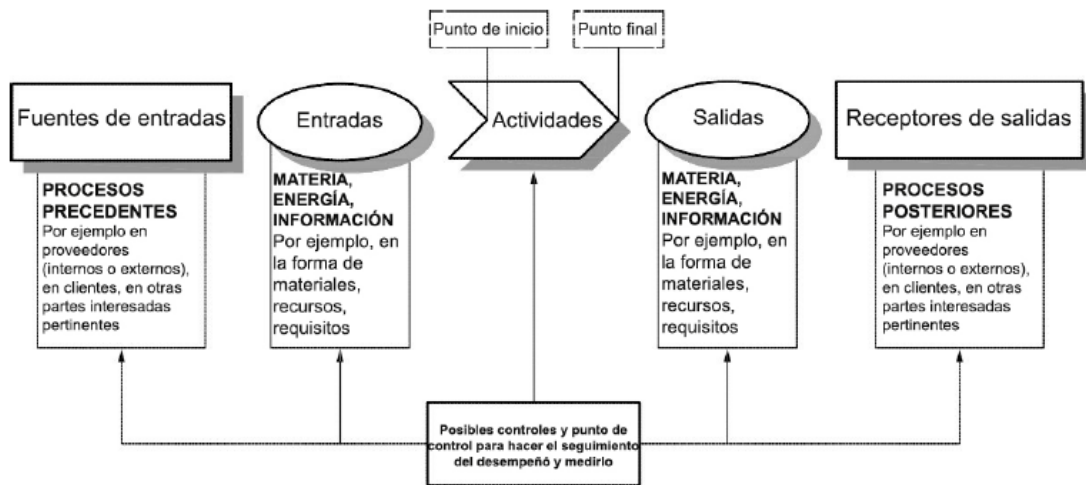 Punto de inicio
Punto final
Fuentes de entradas
Entradas
Actividades
Salidas
Receptores de salidas
PROCESOS
PRECEDENTES
Por ejemplo en
proveedores
(internos o externos),
en clientes, en otras
partes interesadas
pertinentes
MATERIA,
ENERGÍA,
INFORMACIÓN
Por ejemplo, en
la forma de
materiales,
recursos,
requisitos
MATERIA,
ENERGÍA,
INFORMACIÓN
Por ejemplo, en
la forma de
materiales,
recursos,
requisitos
PROCESOS
POSTERIORES
Por ejemplo en
proveedores
(internos o externos),
en clientes, en otras
partes interesadas
pertinentes
Posibles controles y punto de
control para hacer el seguimiento
del desempeñó y medirlo